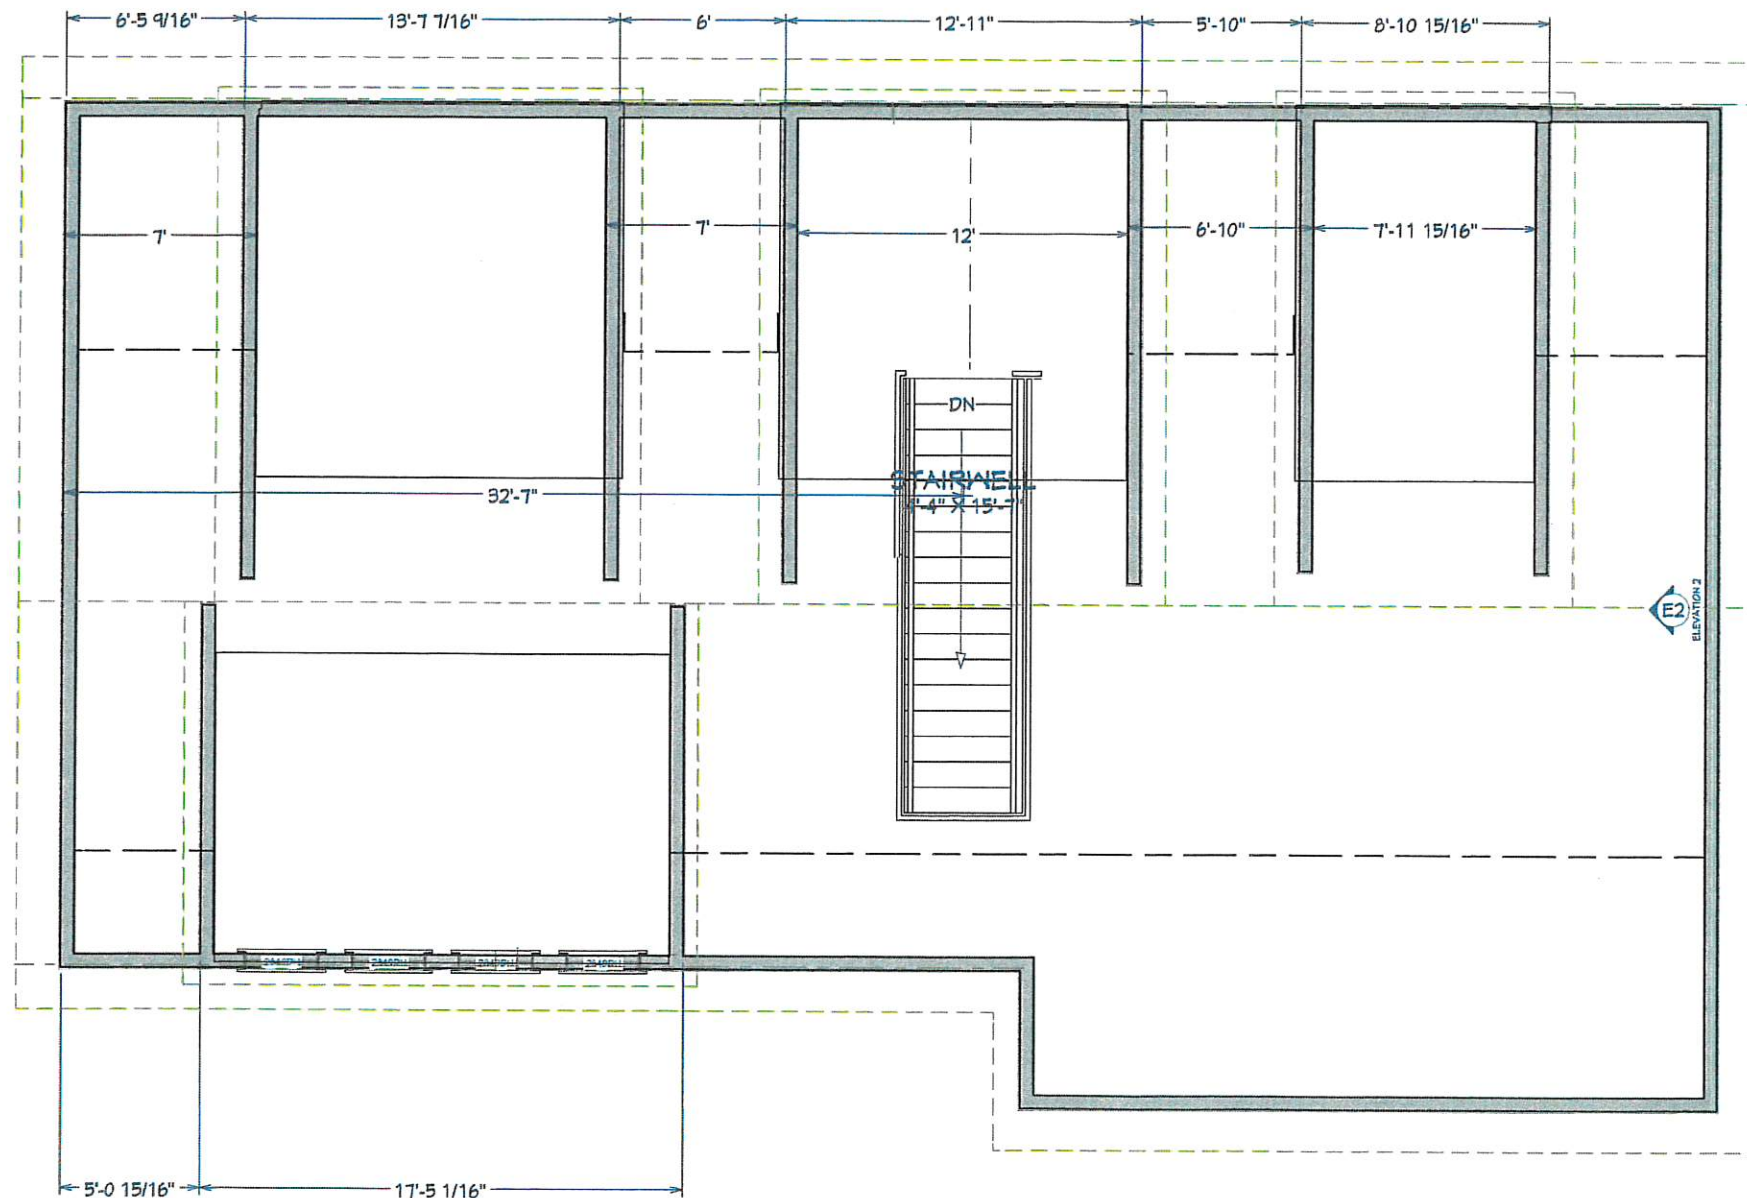 6'-5 9/16" 13'-7 7/16" 6' 12'-11" 5'-10" 8'-10 15/16"
7' 7' 12' 6'-10" 7'-11 15/16"
DN
STAIRWELL
32'-7"
X 15'-
E2
ELEVATION 2
5'-0 15/16" 17'-5 1/16"